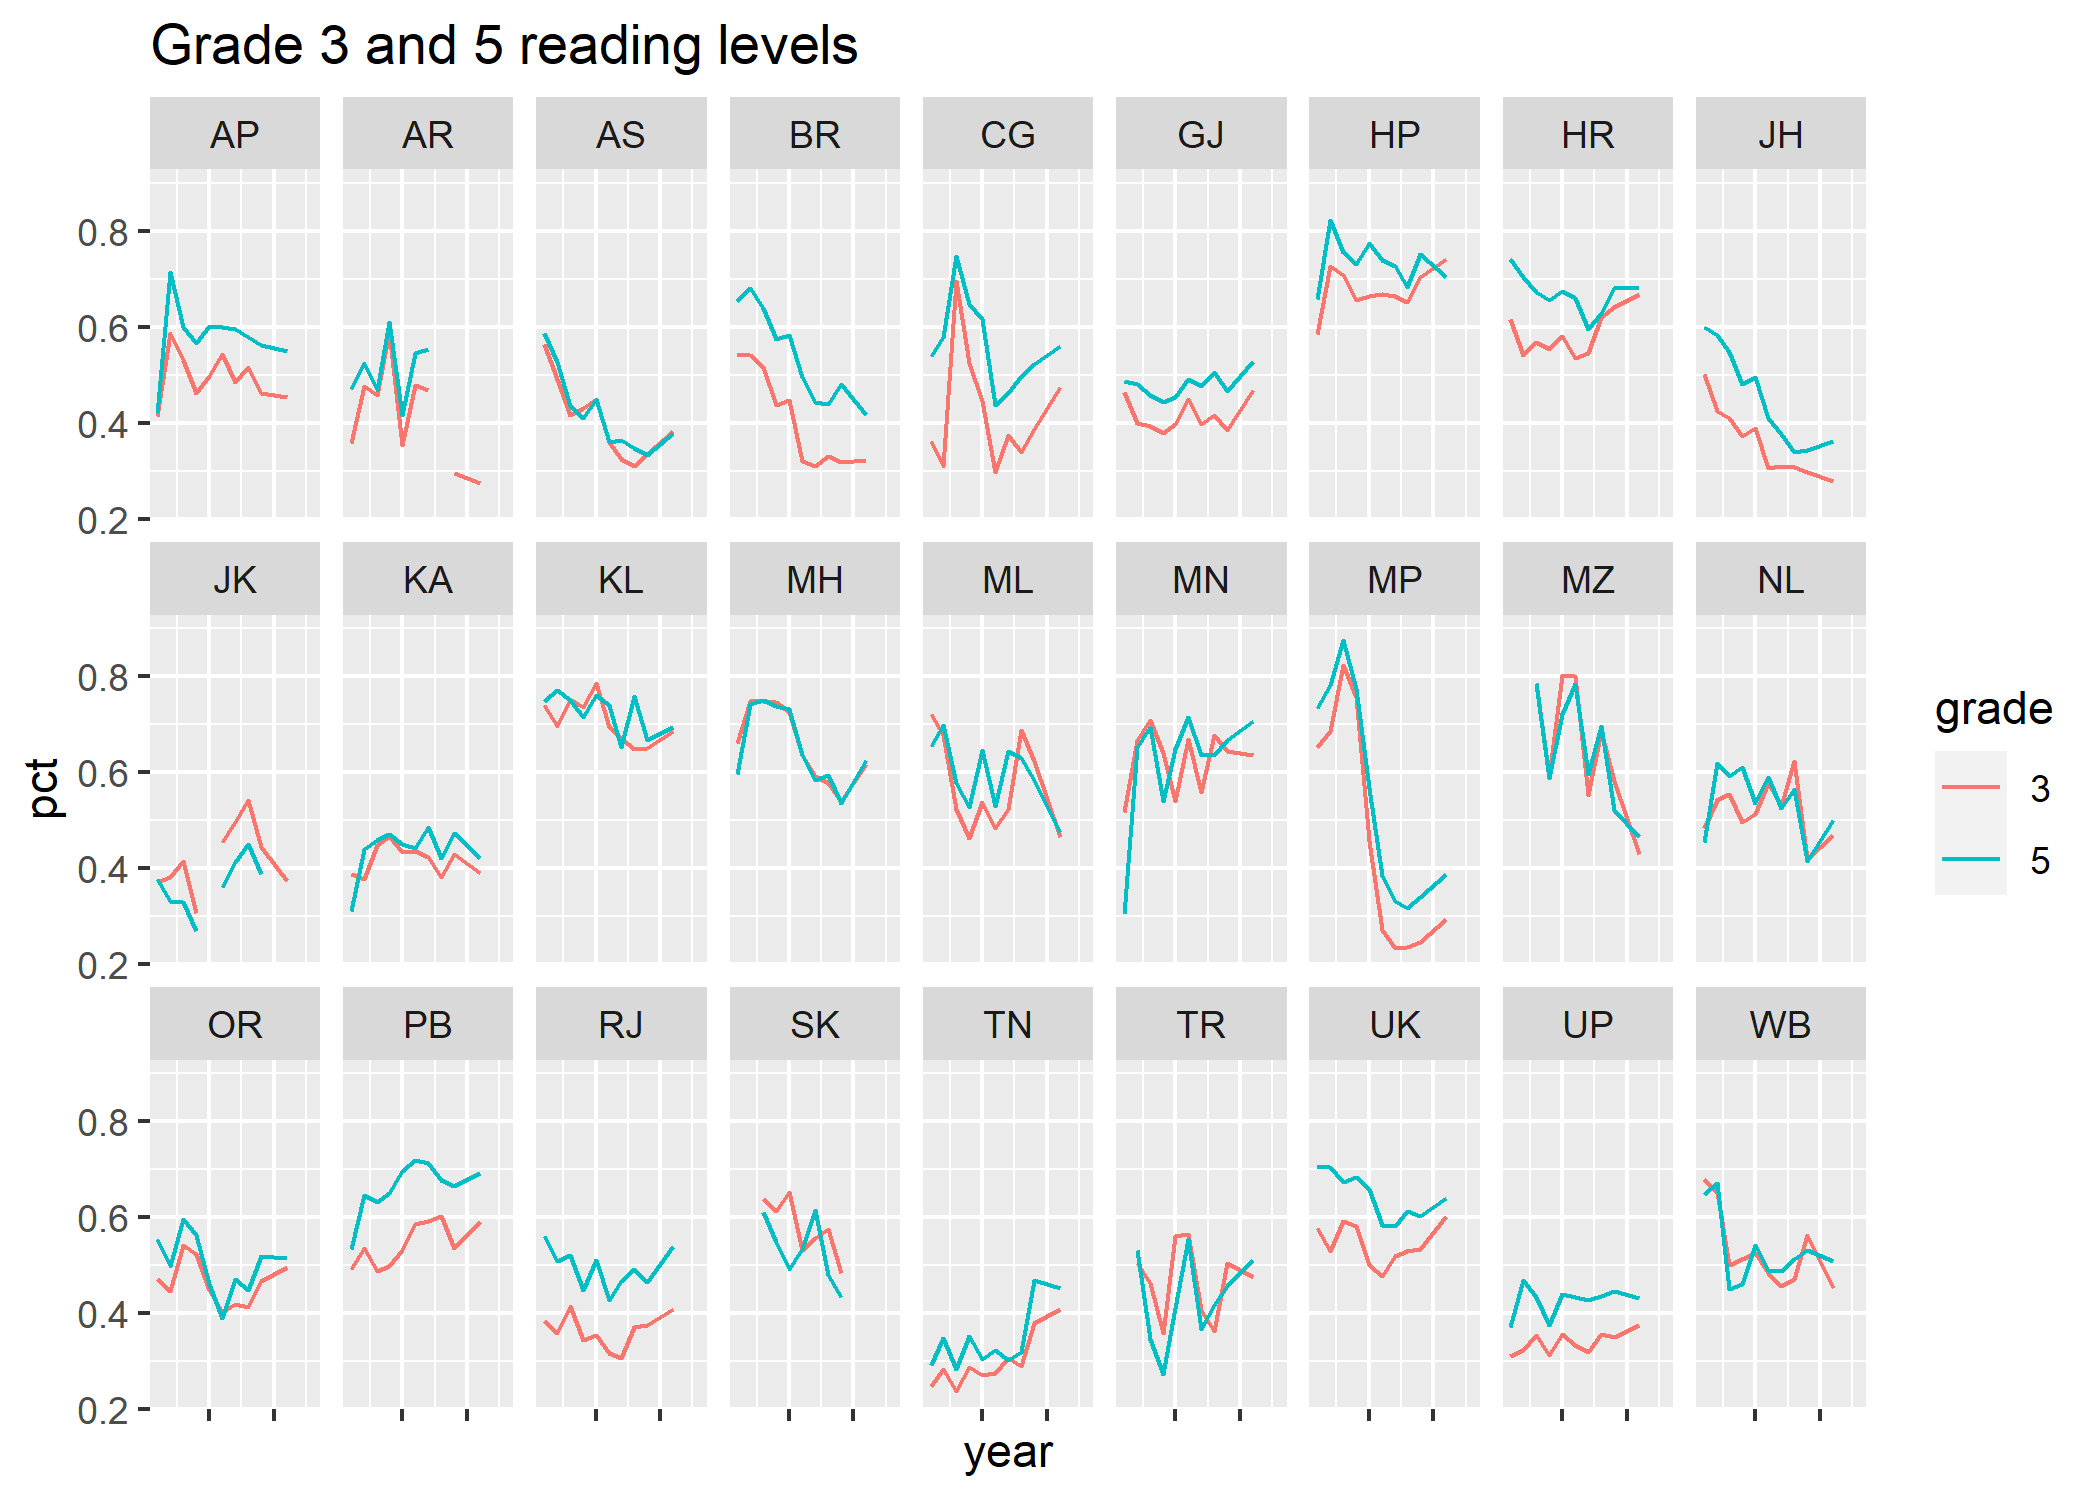 Grade 3 and 5 reading levels
AP AR AS BR CG GJ HP HR JH
0.8
0.6
0.4
0.2
JK KA KL MH ML MN MP MZ NL
0.8
0.6
0.4
0.2
OR PB RJ SK TN TR UK UP WB
0.8
0.6
0.4
0.2
pct
year
grade
3
5